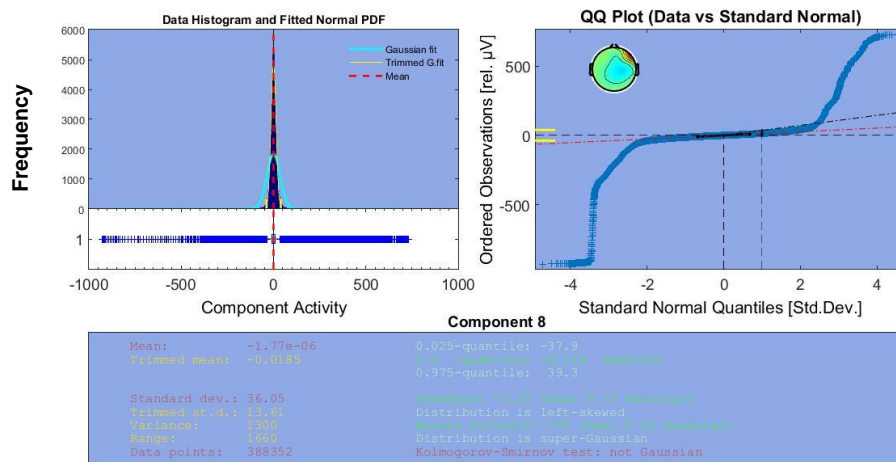 Data Histogram and Fitted Normal PDF
6000
5000
4000
3000
2000
1000
0
Frequency
Gaussian fit
Trimmed G.fit
Mean
1
-1000 -500 0 500 1000
Component Activity
QQ Plot (Data vs Standard Normal)
500
0
-500
Ordered Observations [rel. μV]
-4 -2 0 2 4
Standard Normal Quantiles [Std.Dev.]
Component 8
Mean: -1.77e-06
Trimmed mean: -0.0185
Standard dev.: 36.05
Trimmed st.d.: 13.61
Variance: 1300
Range: 1660
Data points: 388352
0.025-quantile: -37.9
0.975-quantile: 39.3
Distribution is left-skewed
Distribution is super-Gaussian
Kolmogorov-Smirnov test: not Gaussian